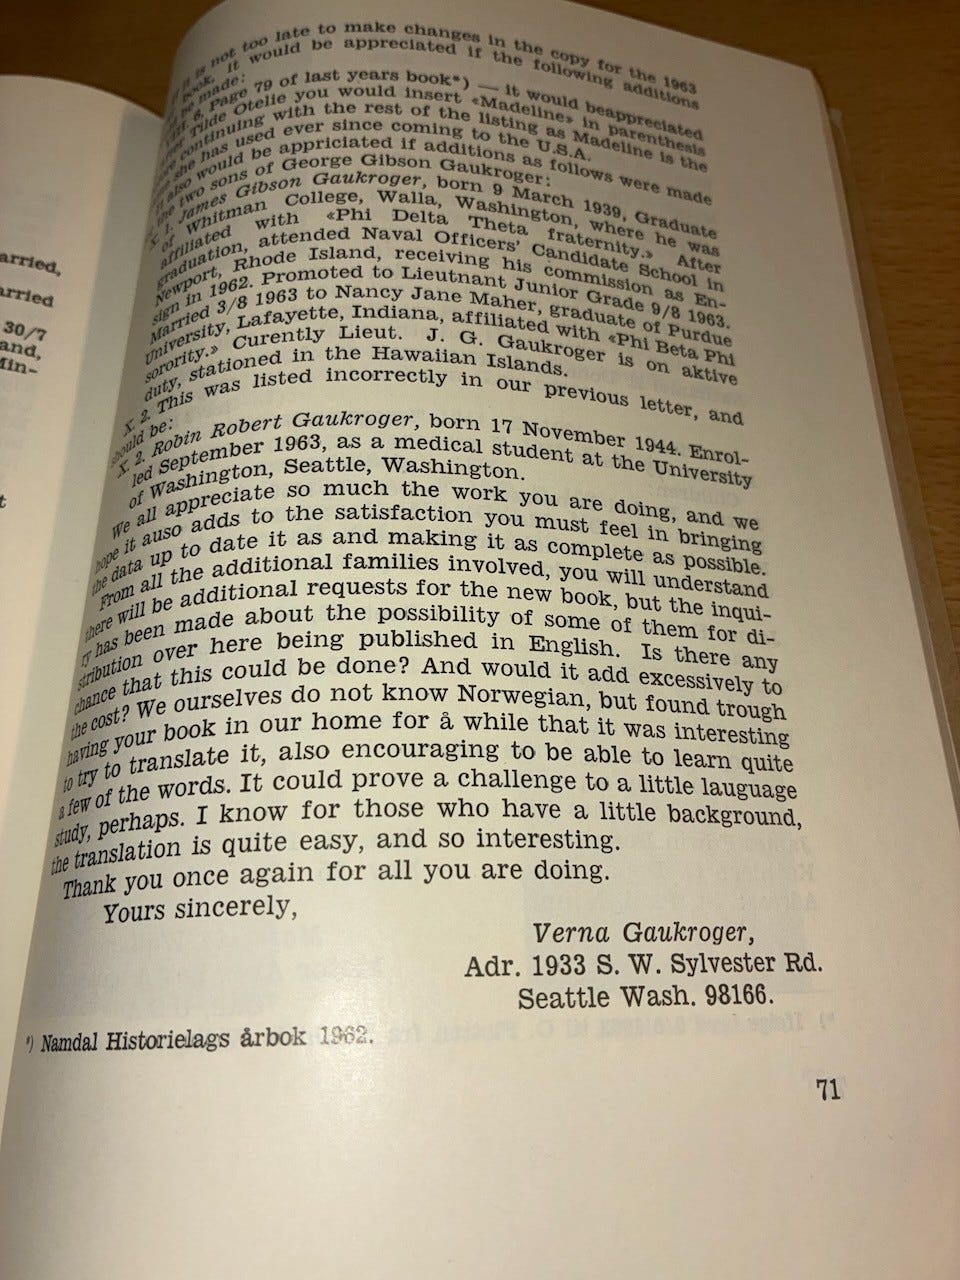 arried,
arried
30/7
and,
Min-
t
it is not too late to make changes in the copy for the 1963
book, it would be appreciated if the following additions
be made:
6. Page 79 of last years book*) — it would beappreciated
Tilde Otelie you would insert «Madeline» in parenthesis
continuing with the rest of the listing as Madeline is the
she has used ever since coming to the U.S.A.
It also would be appriciated if additions as follows were made
the two sons of George Gibson Gaukroger:
X. 1. James Gibson Gaukroger, born 9 March 1939, Graduate
of Whitman College, Walla, Washington, where he was
affiliated with «Phi Delta Theta fraternity.» After
graduation, attended Naval Officers' Candidate School in
Newport, Rhode Island, receiving his commission as En-
sign in 1962. Promoted to Lieutnant Junior Grade 9/8 1963.
Married 3/8 1963 to Nancy Jane Maher, graduate of Purdue
University, Lafayette, Indiana, affiliated with «Phi Beta Phi
sorority.» Curently Lieut. J. G. Gaukroger is on aktive
duty, stationed in the Hawaiian Islands.
X. 2. This was listed incorrectly in our previous letter, and
should be:
X. 2. Robin Robert Gaukroger, born 17 November 1944. Enrol-
led September 1963, as a medical student at the University
of Washington, Seattle, Washington.
We all appreciate so much the work you are doing, and we
hope it auso adds to the satisfaction you must feel in bringing
the data up to date it as and making it as complete as possible.
From all the additional families involved, you will understand
there will be additional requests for the new book, but the inqui-
ry has been made about the possibility of some of them for di-
stribution over here being published in English. Is there any
chance that this could be done? And would it add excessively to
the cost? We ourselves do not know Norwegian, but found trough
having your book in our home for å while that it was interesting
to try to translate it, also encouraging to be able to learn quite
a few of the words. It could prove a challenge to a little lauguage
study, perhaps. I know for those who have a little background,
the translation is quite easy, and so interesting.
Thank you once again for all you are doing.
Yours sincerely,
Verna Gaukroger,
Adr. 1933 S. W. Sylvester Rd.
Seattle Wash. 98166.
*) Namdal Historielags årbok 1962.
71